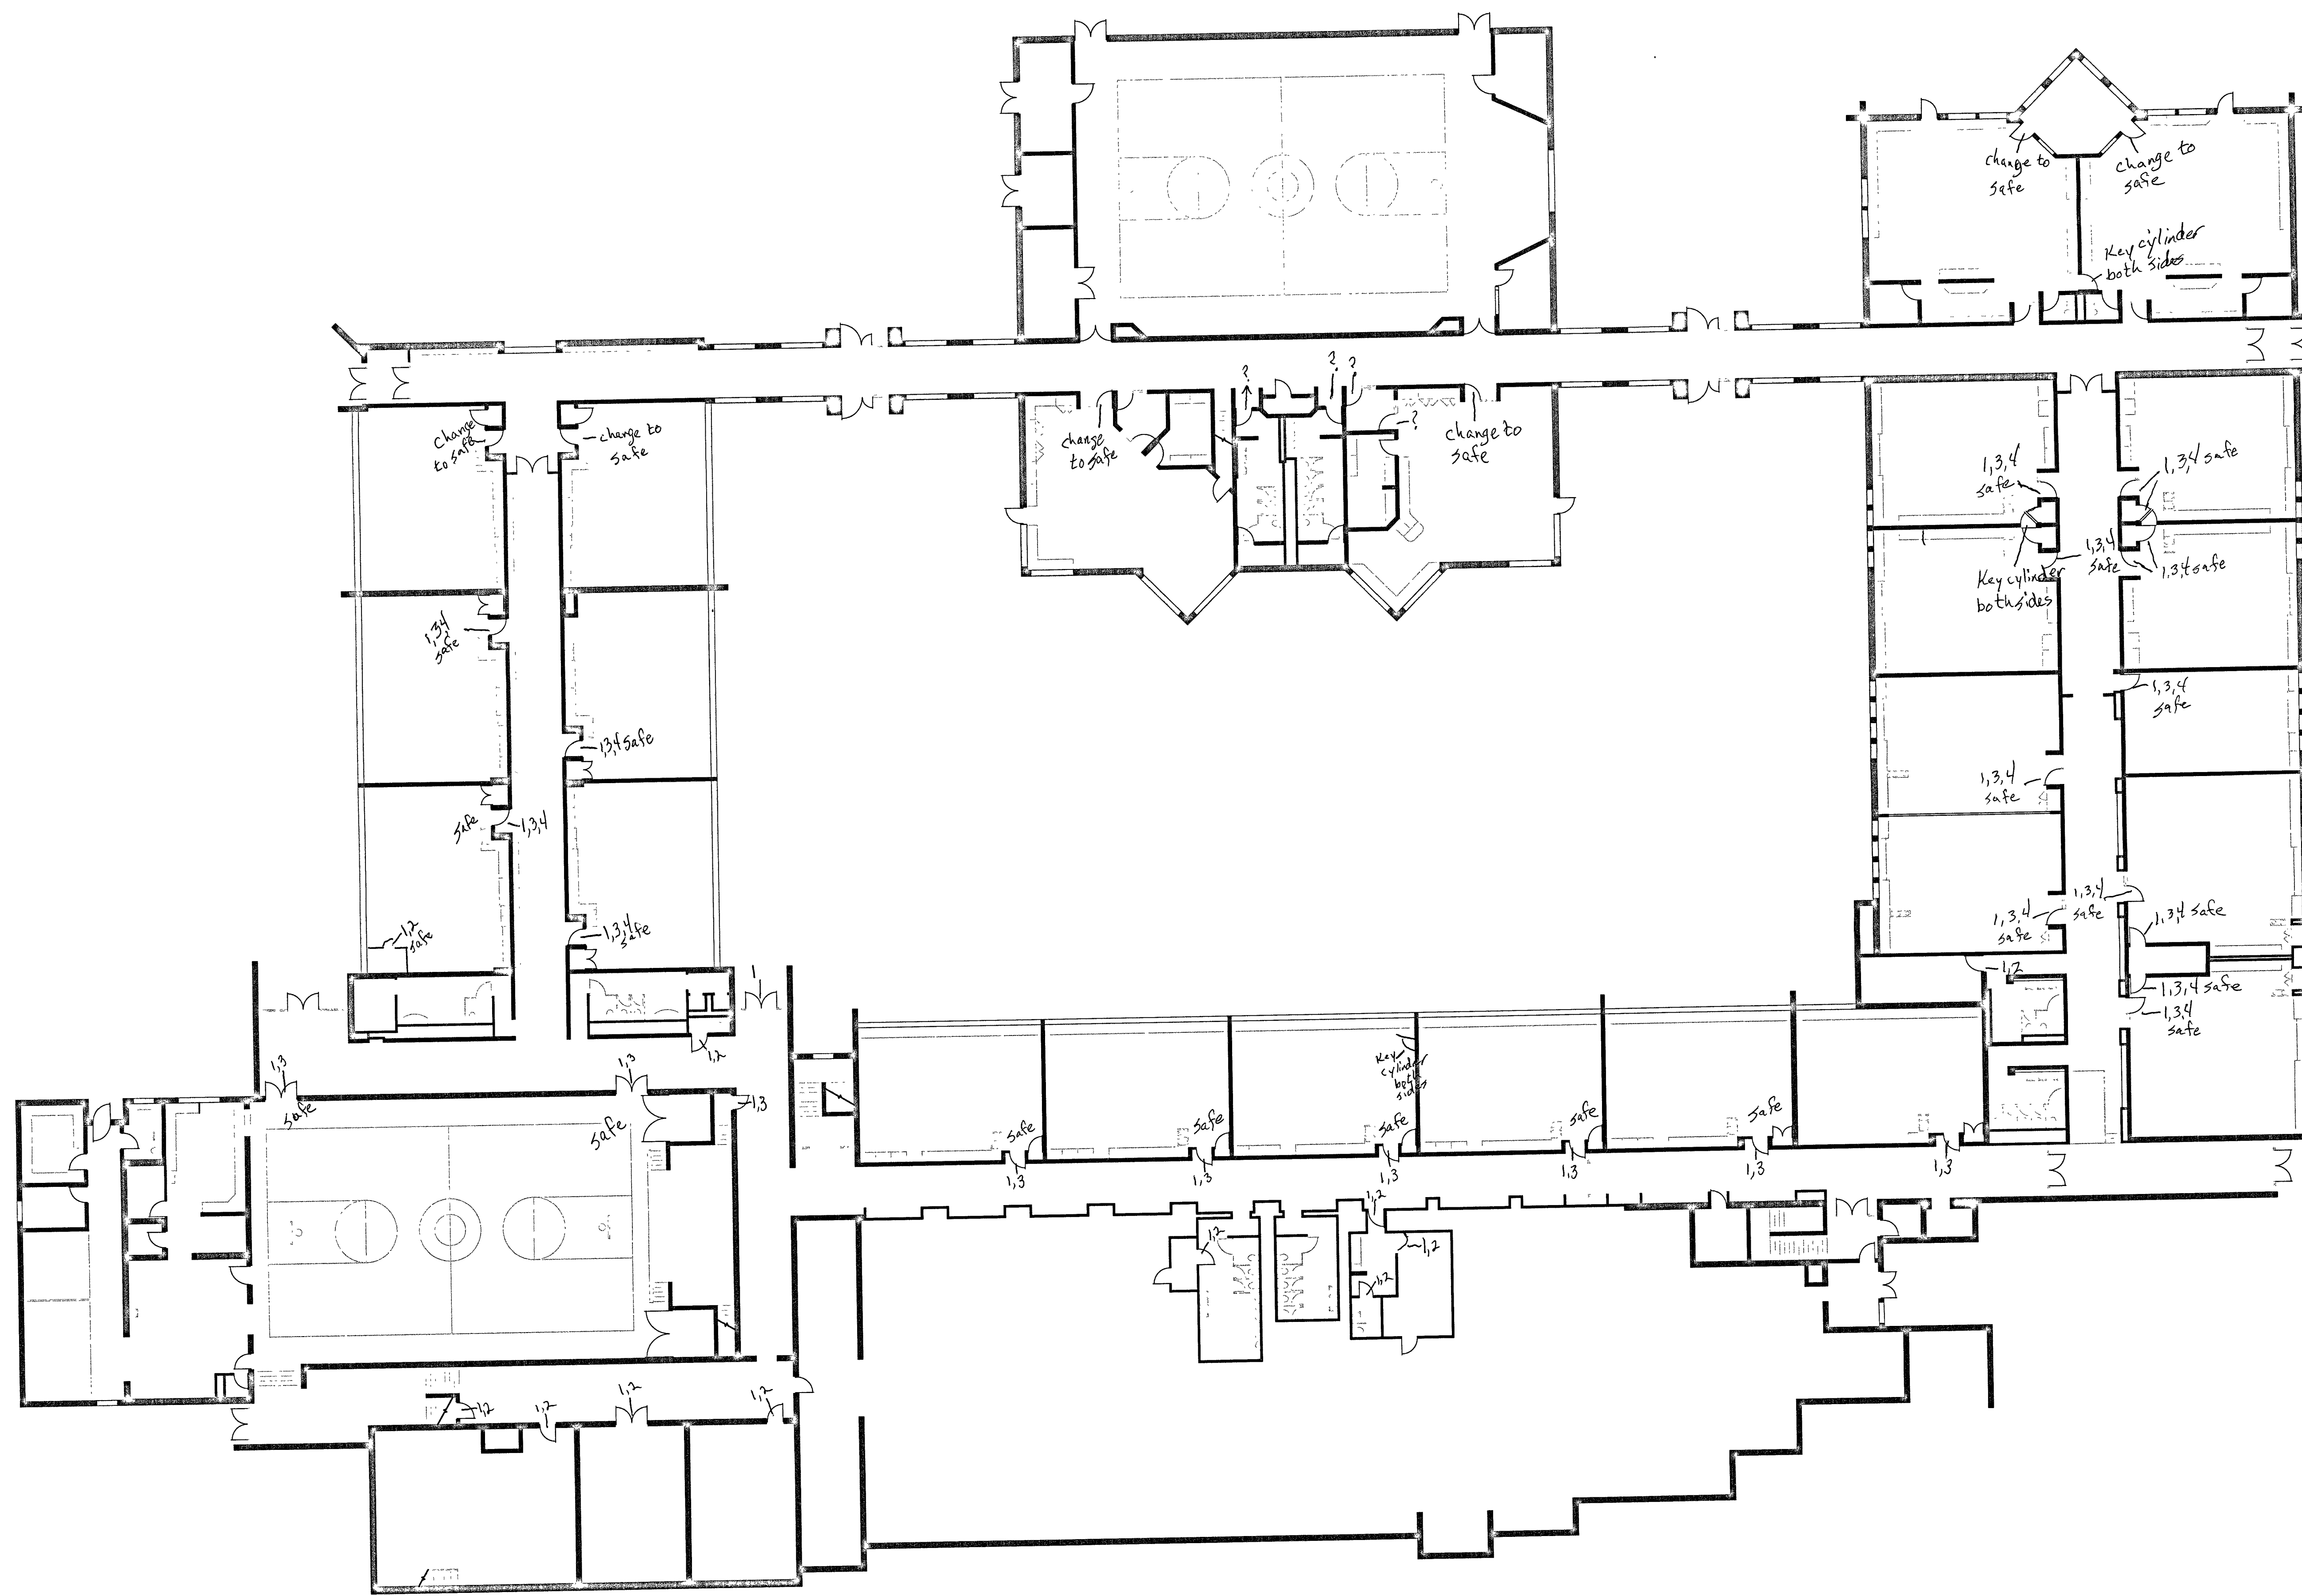 change to
safe
change to
safe
Key cylinder
both sides
?
?
?
?
change
to safe
change to
safe
change
to safe
change to
safe
1,3,4
safe
1,3,4 safe
1,3,4
safe
1,3,4 safe
Key cylinder
both sides
1,3,4
safe
1,3,4 safe
1,3,4
safe
1,3,4
safe
safe
1,3,4
1,3,4
safe
1,3,4
safe
1,3,4
safe
1,3,4 safe
1,2
safe
1,2
1,3,4 safe
1,3,4
safe
1
1,2
1,3
safe
1,3
safe
1,3
Key
cylinder
both
sides
safe
safe
safe
safe
safe
1,3
1,3
1,3
1,3
1,3
1,3
1,2
1,2
1,2
1,2
1,2
1,2
1,2
1,2